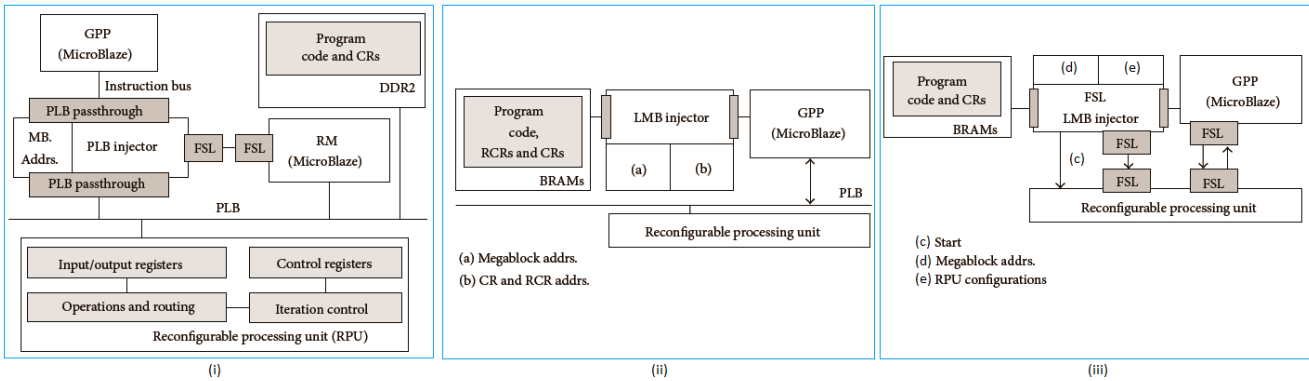 GPP
(MicroBlaze)
Program
code and CRs
DDR2
Instruction bus
PLB passthrough
MB.
Addrs.
PLB injector
FSL
FSL
RM
(MicroBlaze)
PLB passthrough
PLB
Input/output registers
Control registers
Operations and routing
Iteration control
Reconfigurable processing unit (RPU)
(i)
Program
code,
RCRs and CRs
BRAMs
LMB injector
(a)
(b)
GPP
(MicroBlaze)
PLB
Reconfigurable processing unit
(a) Megablock addrs.
(b) CR and RCR addrs.
(ii)
Program
code and CRs
BRAMs
(d)
(e)
FSL
LMB injector
GPP
(MicroBlaze)
FSL
FSL
(c)
FSL
FSL
Reconfigurable processing unit
(c) Start
(d) Megablock addrs.
(e) RPU configurations
(iii)